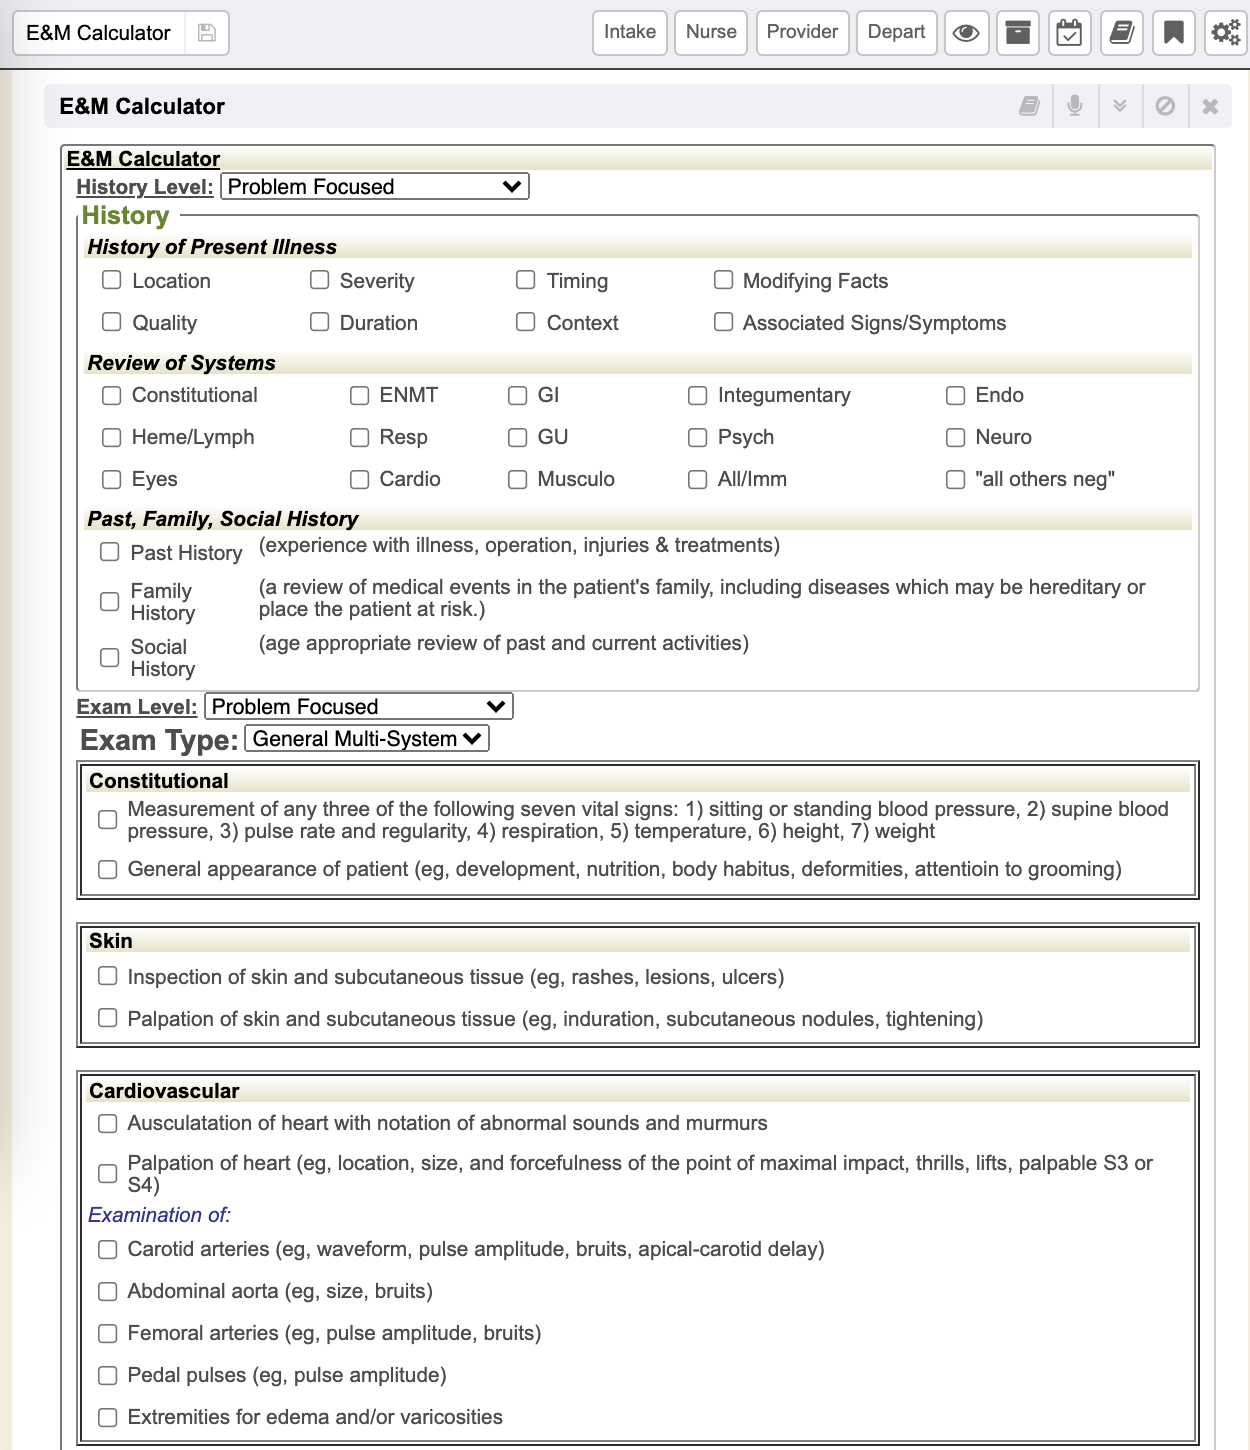 E&M Calculator
Intake Nurse Provider Depart
E&M Calculator
E&M Calculator
History Level: Problem Focused
History
History of Present Illness
Location Severity Timing Modifying Facts
Quality Duration Context Associated Signs/Symptoms
Review of Systems
Constitutional ENMT GI Integumentary Endo
Heme/Lymph Resp GU Psych Neuro
Eyes Cardio Musculo All/Imm "all others neg"
Past, Family, Social History
Past History (experience with illness, operation, injuries & treatments)
Family History (a review of medical events in the patient's family, including diseases which may be hereditary or
place the patient at risk.)
Social History (age appropriate review of past and current activities)
Exam Level: Problem Focused
Exam Type: General Multi-System
Constitutional
Measurement of any three of the following seven vital signs: 1) sitting or standing blood pressure, 2) supine blood
pressure, 3) pulse rate and regularity, 4) respiration, 5) temperature, 6) height, 7) weight
General appearance of patient (eg, development, nutrition, body habitus, deformities, attentioin to grooming)
Skin
Inspection of skin and subcutaneous tissue (eg, rashes, lesions, ulcers)
Palpation of skin and subcutaneous tissue (eg, induration, subcutaneous nodules, tightening)
Cardiovascular
Ausculatation of heart with notation of abnormal sounds and murmurs
Palpation of heart (eg, location, size, and forcefulness of the point of maximal impact, thrills, lifts, palpable S3 or
S4)
Examination of:
Carotid arteries (eg, waveform, pulse amplitude, bruits, apical-carotid delay)
Abdominal aorta (eg, size, bruits)
Femoral arteries (eg, pulse amplitude, bruits)
Pedal pulses (eg, pulse amplitude)
Extremities for edema and/or varicosities